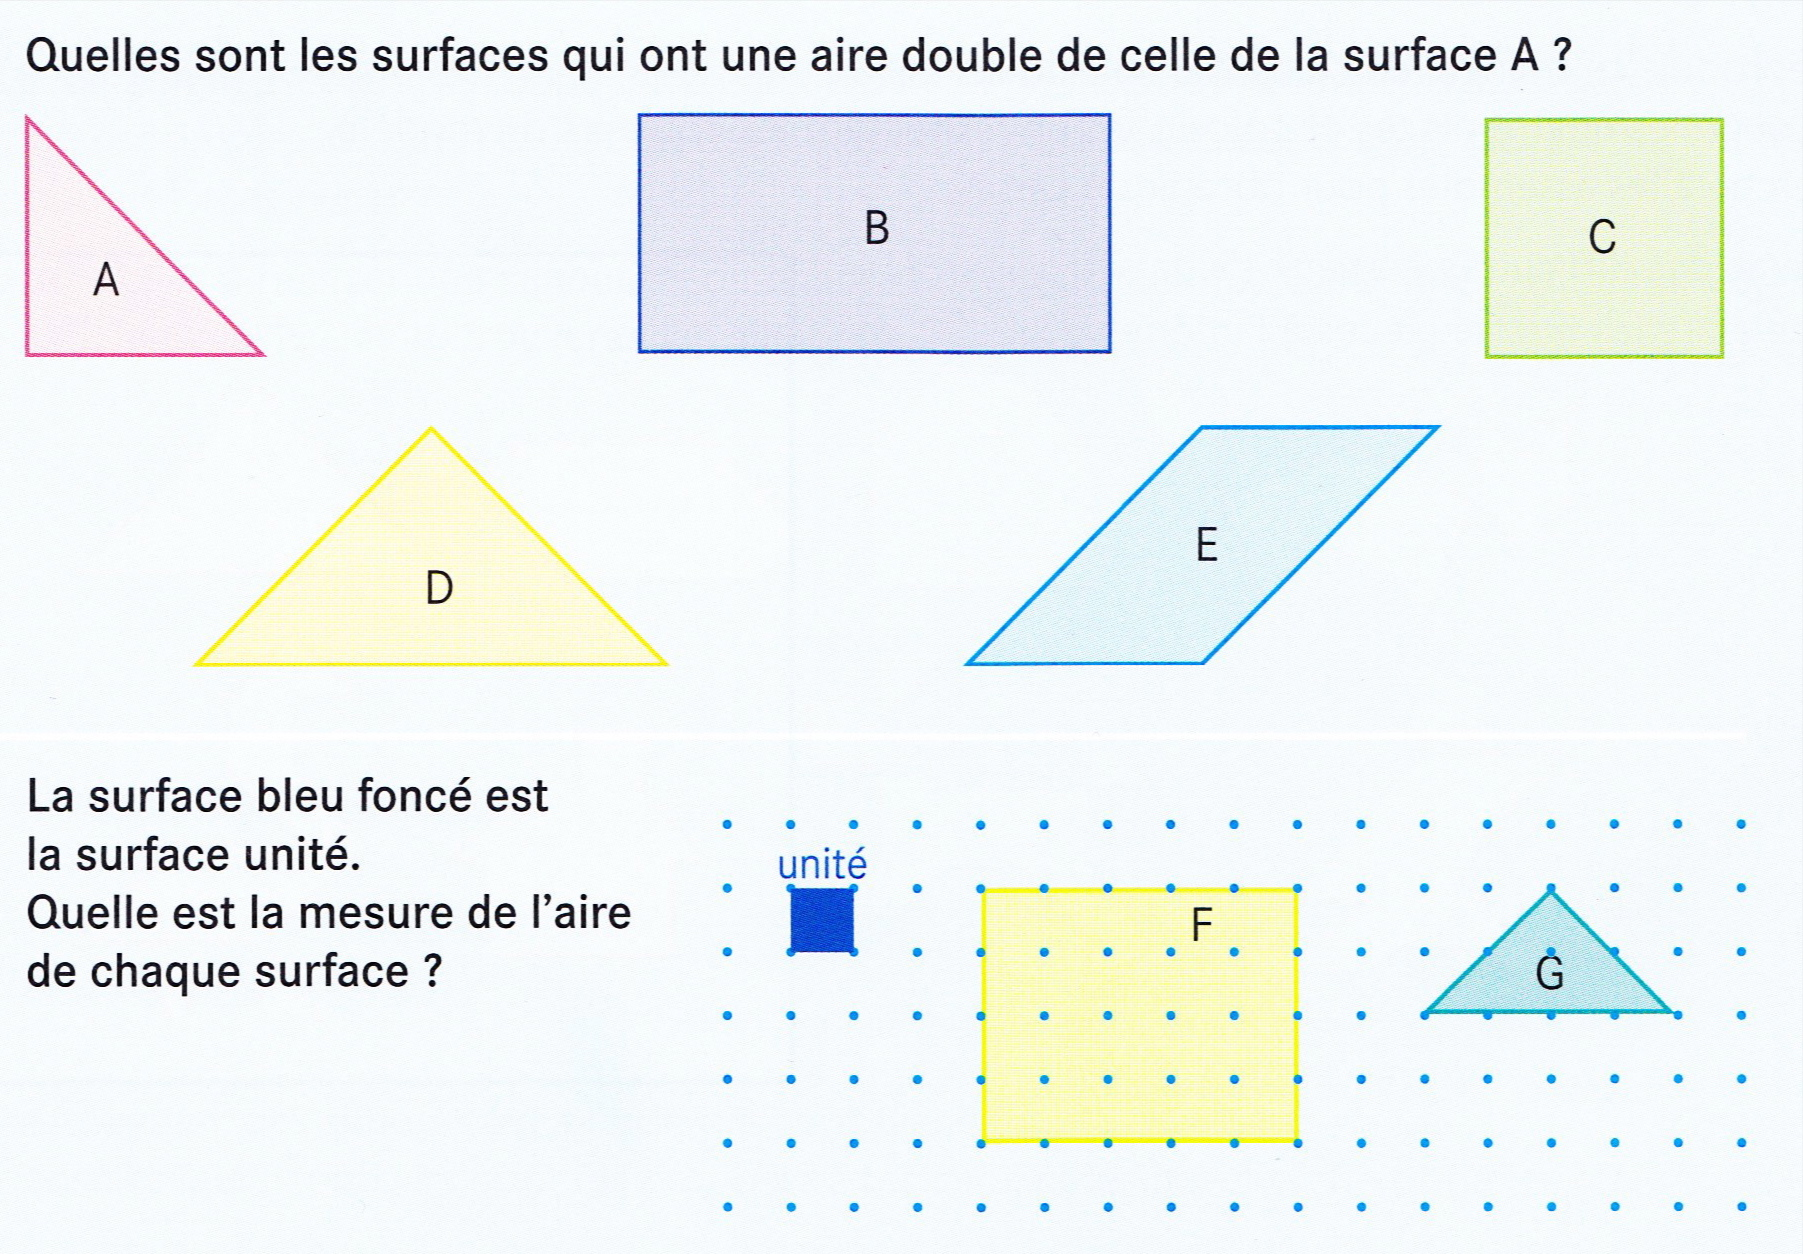 Quelles sont les surfaces qui ont une aire double de celle de la surface A ?
A
B
C
D
E
La surface bleu foncé est
la surface unité.
Quelle est la mesure de l'aire
de chaque surface ?
unité
F
G